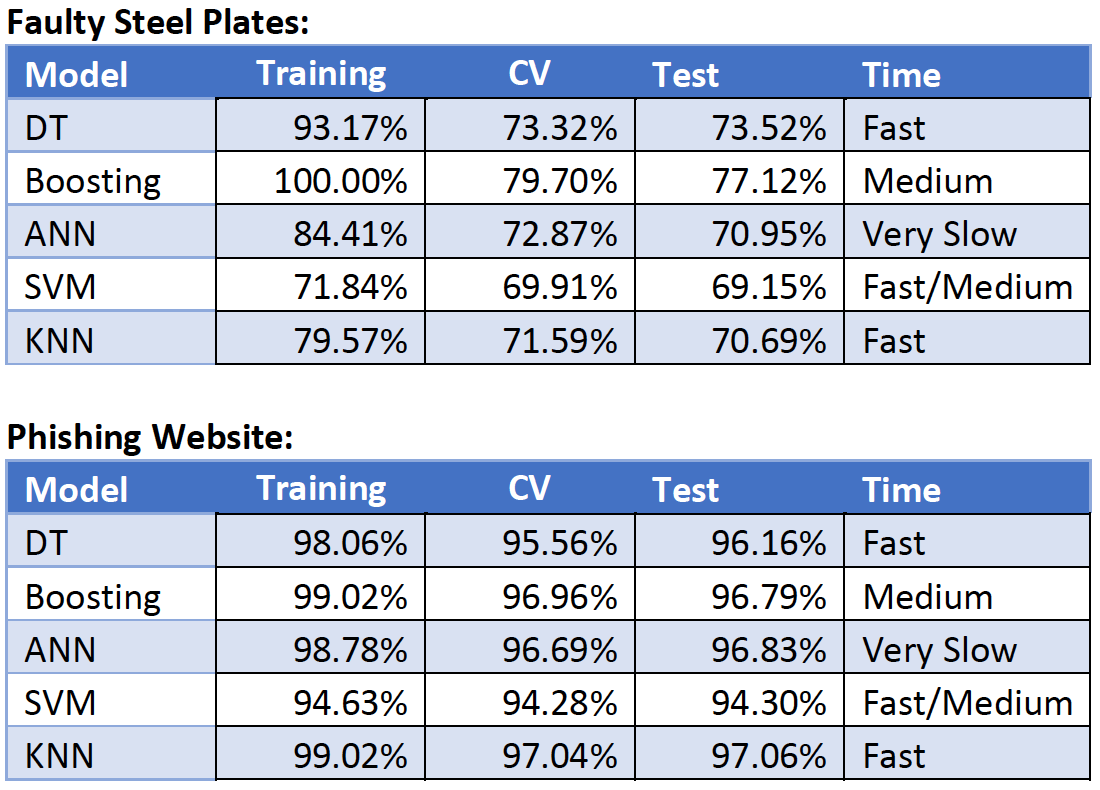 Faulty Steel Plates:
Model Training CV Test Time
DT 93.17% 73.32% 73.52% Fast
Boosting 100.00% 79.70% 77.12% Medium
ANN 84.41% 72.87% 70.95% Very Slow
SVM 71.84% 69.91% 69.15% Fast/Medium
KNN 79.57% 71.59% 70.69% Fast
Phishing Website:
Model Training CV Test Time
DT 98.06% 95.56% 96.16% Fast
Boosting 99.02% 96.96% 96.79% Medium
ANN 98.78% 96.69% 96.83% Very Slow
SVM 94.63% 94.28% 94.30% Fast/Medium
KNN 99.02% 97.04% 97.06% Fast